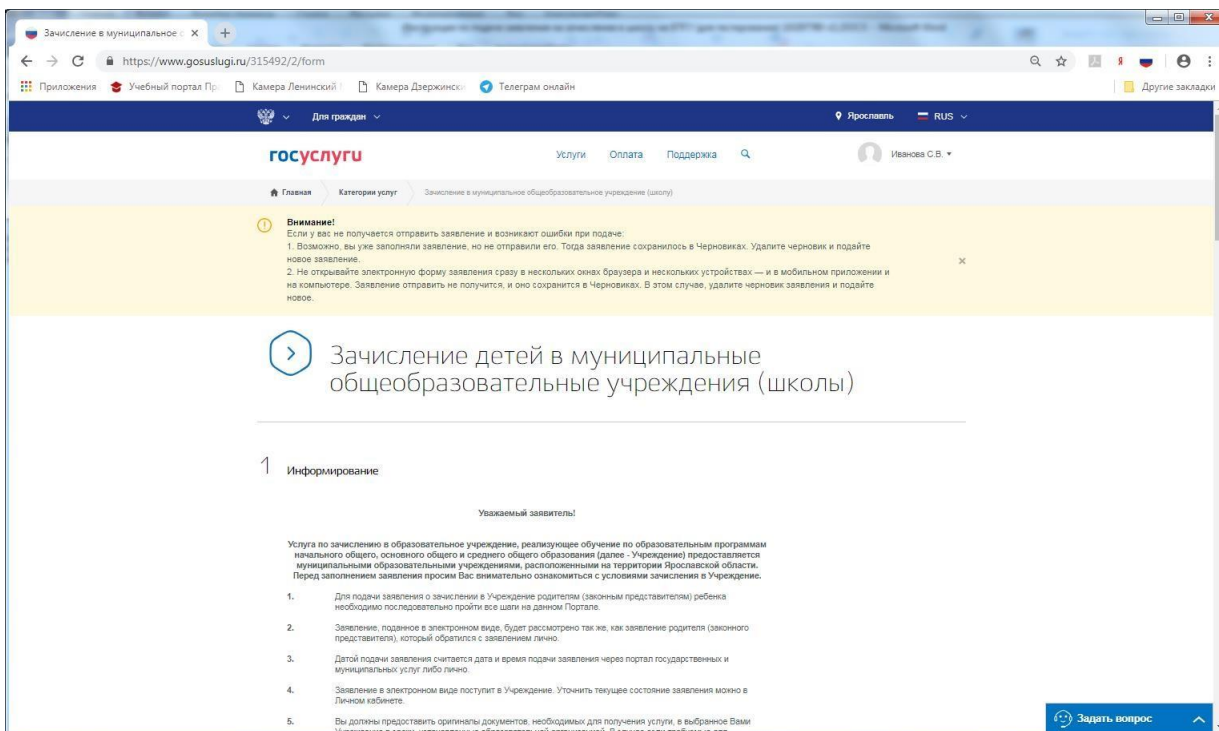 Зачисление в муниципальное с
https://www.gosuslugi.ru/315492/2/form
Приложения Учебный портал Пр Камера Ленинский Камера Дзержинск Телеграм онлайн Другие закладки
Для граждан Ярославль RUS
госуслуги Услуги Оплата Поддержка Иванова С.В.
Главная Категории услуг Зачисление в муниципальное общеобразовательное учреждение (школу)
Внимание!
Если у вас не получается отправить заявление и возникают ошибки при подаче:
1. Возможно, вы уже заполняли заявление, но не отправили его. Тогда заявление сохранилось в Черновиках. Удалите черновик и подайте
новое заявление.
2. Не открывайте электронную форму заявления сразу в нескольких окнах браузера и нескольких устройствах — и в мобильном приложении и
на компьютере. Заявление отправить не получится, и оно сохранится в Черновиках. В этом случае, удалите черновик заявления и подайте
новое.
Зачисление детей в муниципальные
общеобразовательные учреждения (школы)
1 Информирование
Уважаемый заявитель!
Услуга по зачислению в образовательное учреждение, реализующее обучение по образовательным программам
начального общего, основного общего и среднего общего образования (далее - Учреждение) предоставляется
муниципальными образовательными учреждениями, расположенными на территории Ярославской области.
Перед заполнением заявления просим Вас внимательно ознакомиться с условиями зачисления в Учреждение.
1. Для подачи заявления о зачислении в Учреждение родителям (законным представителям) ребенка
необходимо последовательно пройти все шаги на данном Портале.
2. Заявление, поданное в электронном виде, будет рассмотрено так же, как заявление родителя (законного
представителя), который обратился с заявлением лично.
3. Датой подачи заявления считается дата и время подачи заявления через портал государственных и
муниципальных услуг либо лично.
4. Заявление в электронном виде поступит в Учреждение. Уточнить текущее состояние заявления можно в
Личном кабинете.
5. Вы должны предоставить оригиналы документов, необходимых для получения услуги, в выбранное Вами
Задать вопрос